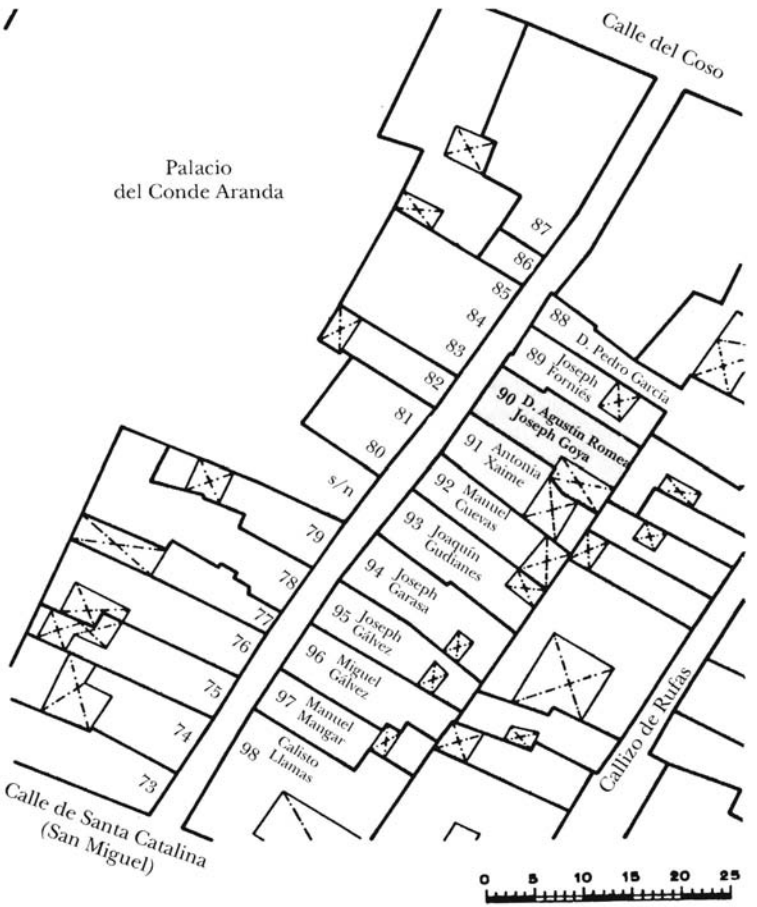 Calle del Coso
Palacio
del Conde Aranda
87
86
85
84
83
82
81
80
s/n
79
78
77
76
75
74
73
88 D. Pedro García
89 Joseph
Forniés
90 D. Agustín Romea
Joseph Goya
91 Antonia
Xaime
92 Manuel
Cuevas
93 Joaquín
Gudianes
94 Joseph
Garasa
95 Joseph
Gálvez
96 Miguel
Gálvez
97 Manuel
Mangar
98 Calisto
Llamas
Callizo de Rufas
Calle de Santa Catalina
(San Miguel)
0 5 10 15 20 25